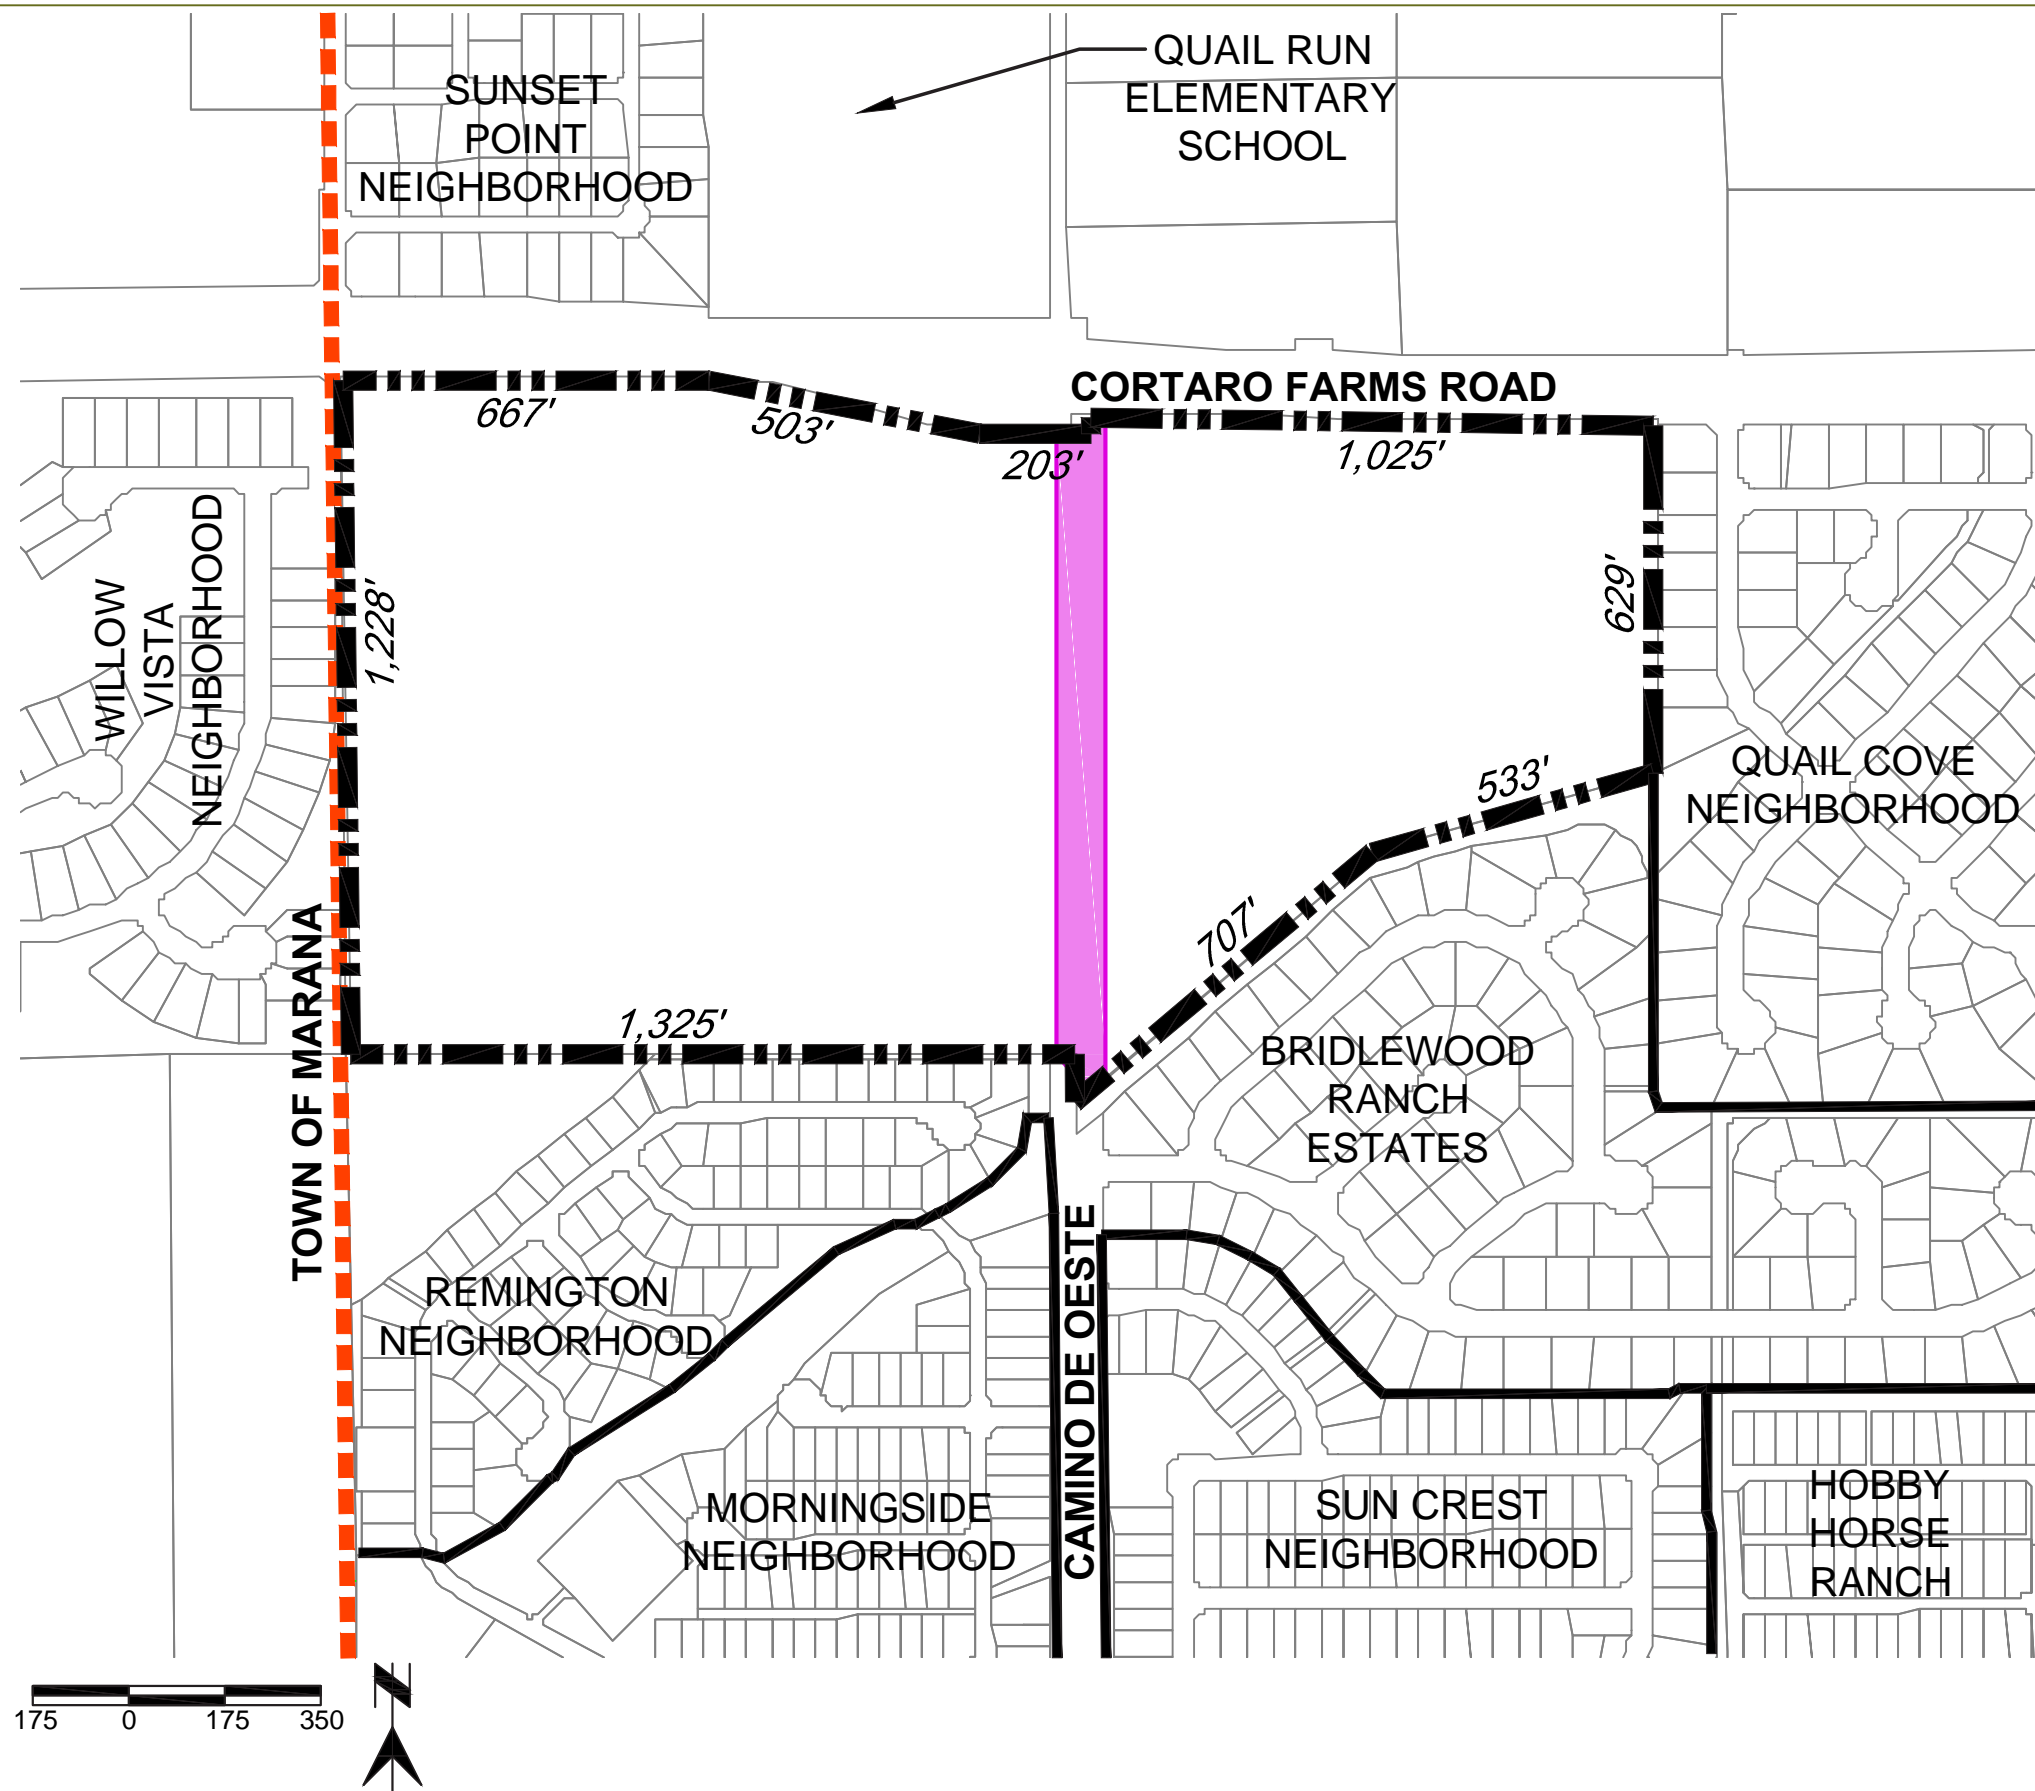 QUAIL RUN
ELEMENTARY
SCHOOL
SUNSET
POINT
NEIGHBORHOOD
CORTARO FARMS ROAD
667'
503'
203'
1,025'
WILLOW
VISTA
NEIGHBORHOOD
1,228'
629'
533'
QUAIL COVE
NEIGHBORHOOD
707'
1,325'
TOWN OF MARANA
BRIDLEWOOD
RANCH
ESTATES
CAMINO DE OESTE
REMINGTON
NEIGHBORHOOD
MORNINGSIDE
NEIGHBORHOOD
SUN CREST
NEIGHBORHOOD
HOBBY
HORSE
RANCH
175 0 175 350
N